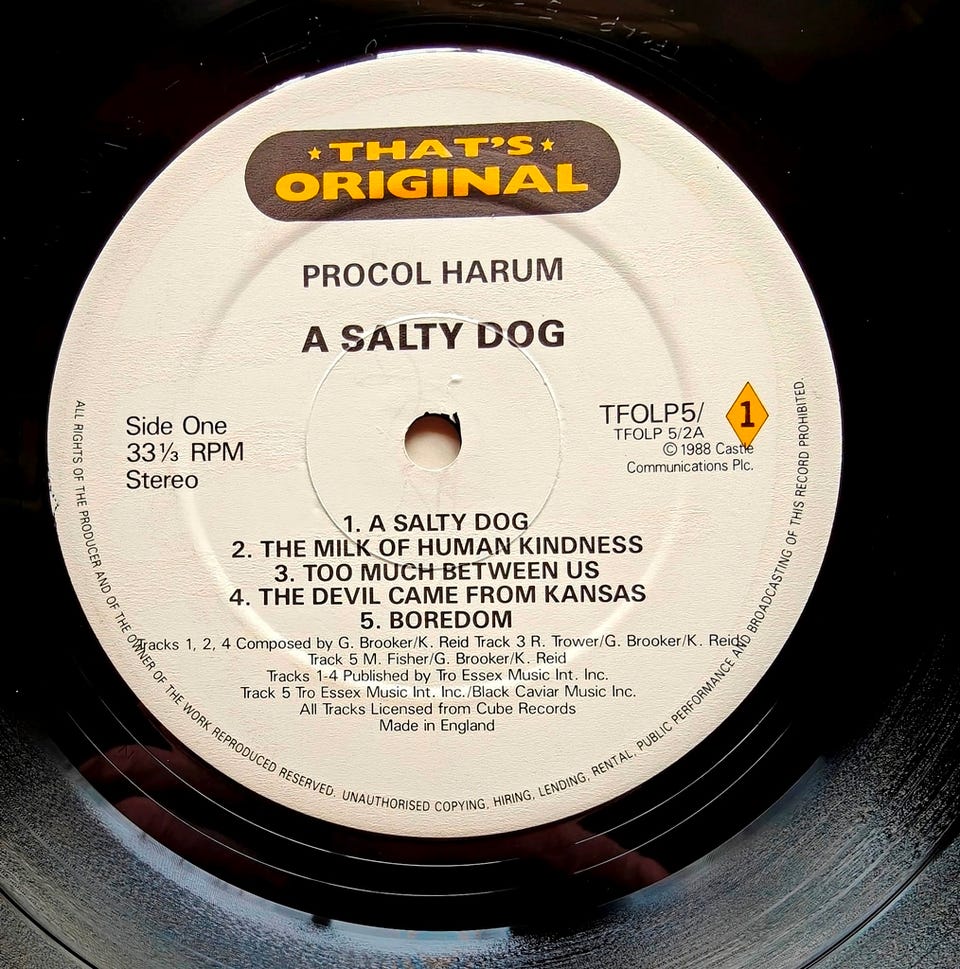 ★ THAT'S ★
ORIGINAL
PROCOL HARUM
A SALTY DOG
Side One
33⅓ RPM
Stereo
TFOLP5/
1
TFOLP 5/2A
© 1988 Castle
Communications Plc.
1. A SALTY DOG
2. THE MILK OF HUMAN KINDNESS
3. TOO MUCH BETWEEN US
4. THE DEVIL CAME FROM KANSAS
5. BOREDOM
Tracks 1, 2, 4 Composed by G. Brooker/K. Reid Track 3 R. Trower/G. Brooker/K. Reid
Track 5 M. Fisher/G. Brooker/K. Reid
Tracks 1-4 Published by Tro Essex Music Int. Inc.
Track 5 Tro Essex Music Int. Inc./Black Caviar Music Inc.
All Tracks Licensed from Cube Records
Made in England
ALL RIGHTS OF THE PRODUCER AND OF THE OWNER OF THE WORK REPRODUCED RESERVED. UNAUTHORISED COPYING, HIRING, LENDING, RENTAL, PUBLIC PERFORMANCE AND BROADCASTING OF THIS RECORD PROHIBITED.